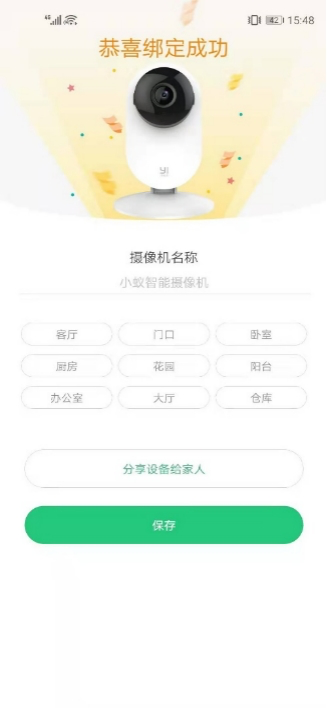 4G 42 15:48
恭喜绑定成功
摄像机名称
小蚁智能摄像机
客厅 门口 卧室
厨房 花园 阳台
办公室 大厅 仓库
分享设备给家人
保存